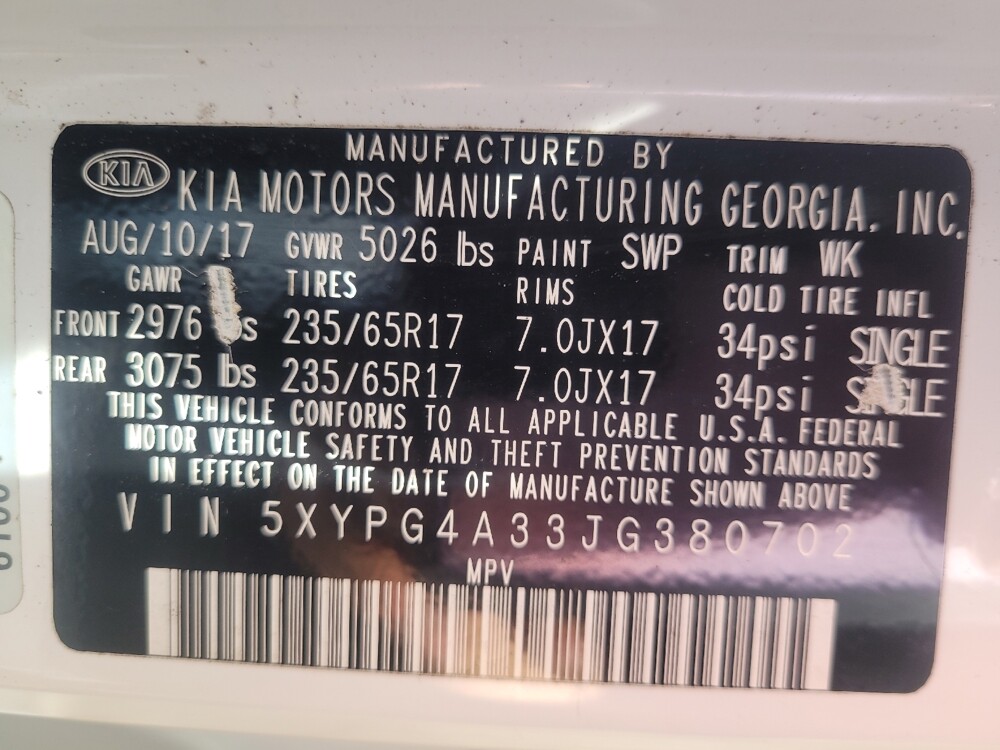 MANUFACTURED BY
KIA
KIA MOTORS MANUFACTURING GEORGIA, INC.
AUG/10/17 GVWR 5026 lbs PAINT SWP TRIM WK
GAWR TIRES RIMS COLD TIRE INFL
FRONT 2976 235/65R17 7.0JX17 34psi SINGLE
REAR 3075 lbs 235/65R17 7.0JX17 34psi
THIS VEHICLE CONFORMS TO ALL APPLICABLE U.S.A. FEDERAL
MOTOR VEHICLE SAFETY AND THEFT PREVENTION STANDARDS
IN EFFECT ON THE DATE OF MANUFACTURE SHOWN ABOVE
VIN 5XYPG4A33JG380702
MPV